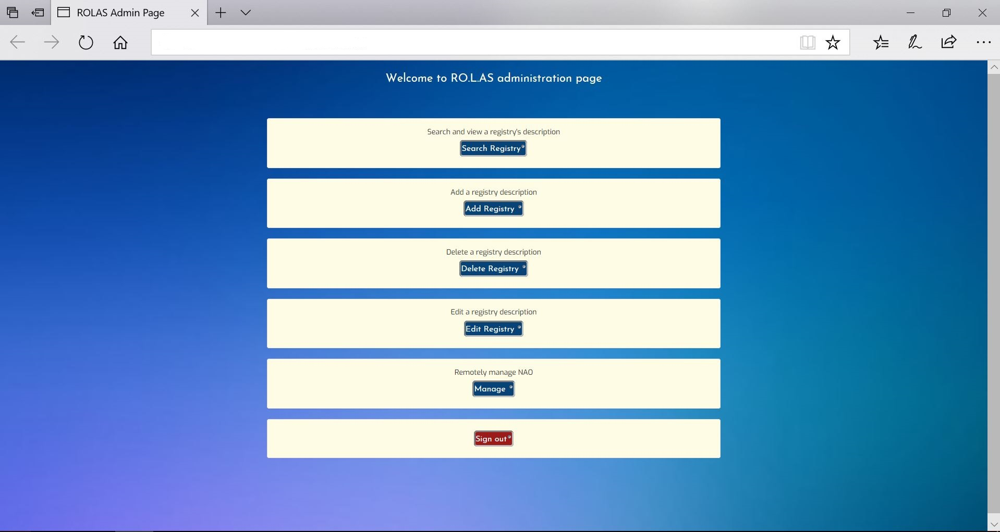 ROLAS Admin Page
Welcome to RO.L.AS administration page
Search and view a registry's description
Search Registry
Add a registry description
Add Registry
Delete a registry description
Delete Registry
Edit a registry description
Edit Registry
Remotely manage NAO
Manage
Sign out